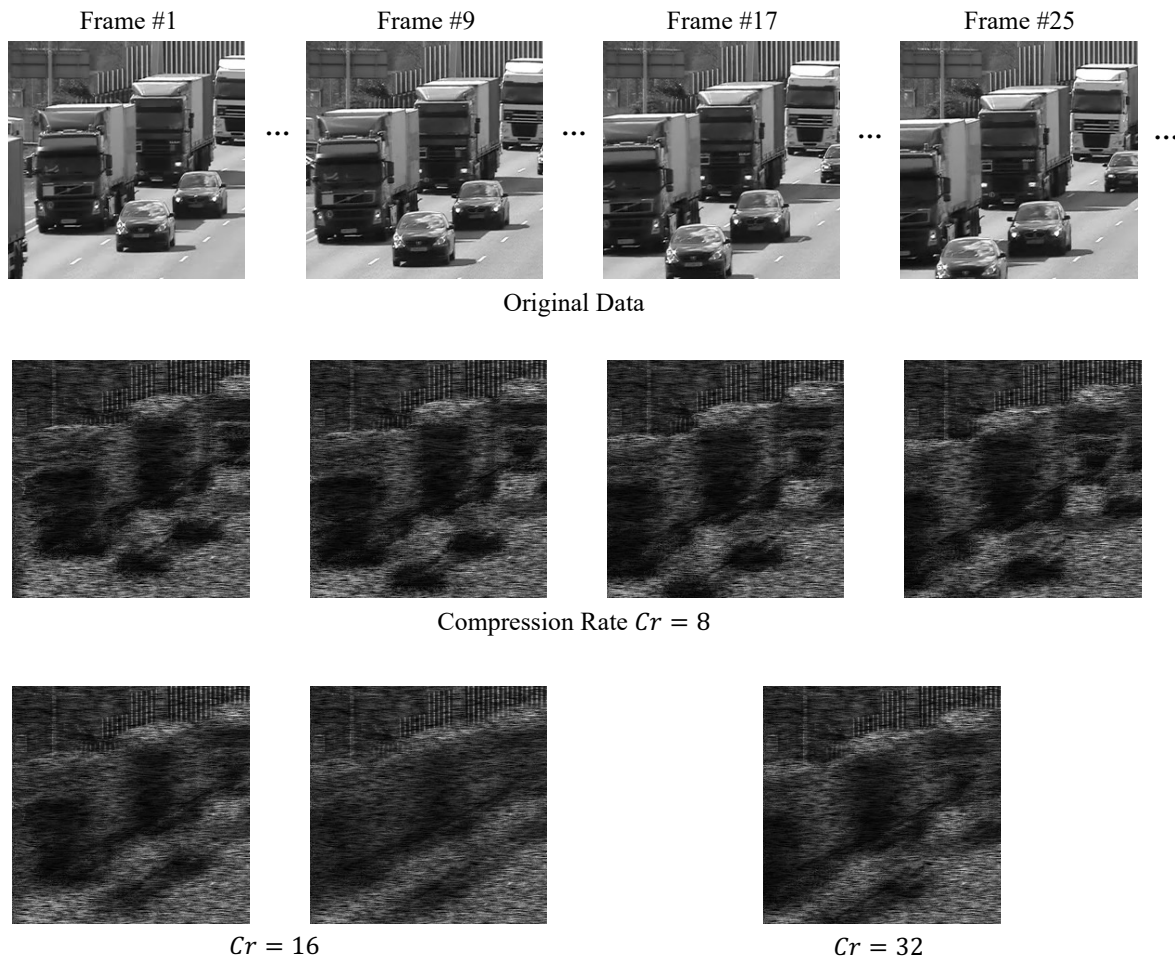 Frame #1 Frame #9 Frame #17 Frame #25
... ... ... ...
Original Data
Compression Rate Cr = 8
Cr = 16 Cr = 32